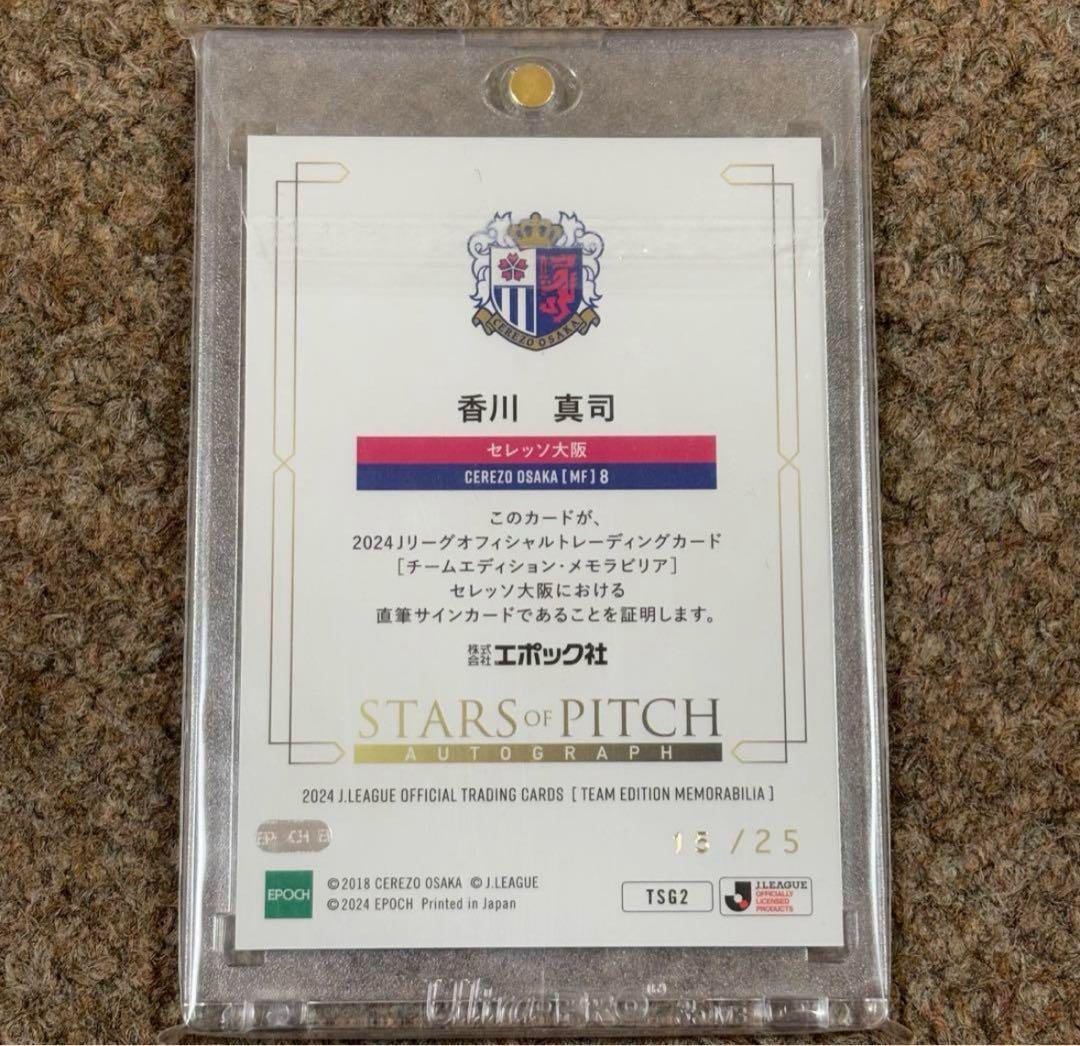 CEREZO OSAKA
香川 真司
セレッソ大阪
CEREZO OSAKA [MF] 8
このカードが、
2024 Jリーグオフィシャルトレーディングカード
[チームエディション・メモラビリア]
セレッソ大阪における
直筆サインカードであることを証明します。
株式会社エポック社
STARS OF PITCH
AUTOGRAPH
2024 J.LEAGUE OFFICIAL TRADING CARDS [ TEAM EDITION MEMORABILIA ]
/25
EPOCH
©2018 CEREZO OSAKA ©J.LEAGUE
©2024 EPOCH Printed in Japan
TSG2
J.LEAGUE
OFFICIALLY
LICENSED
PRODUCTS